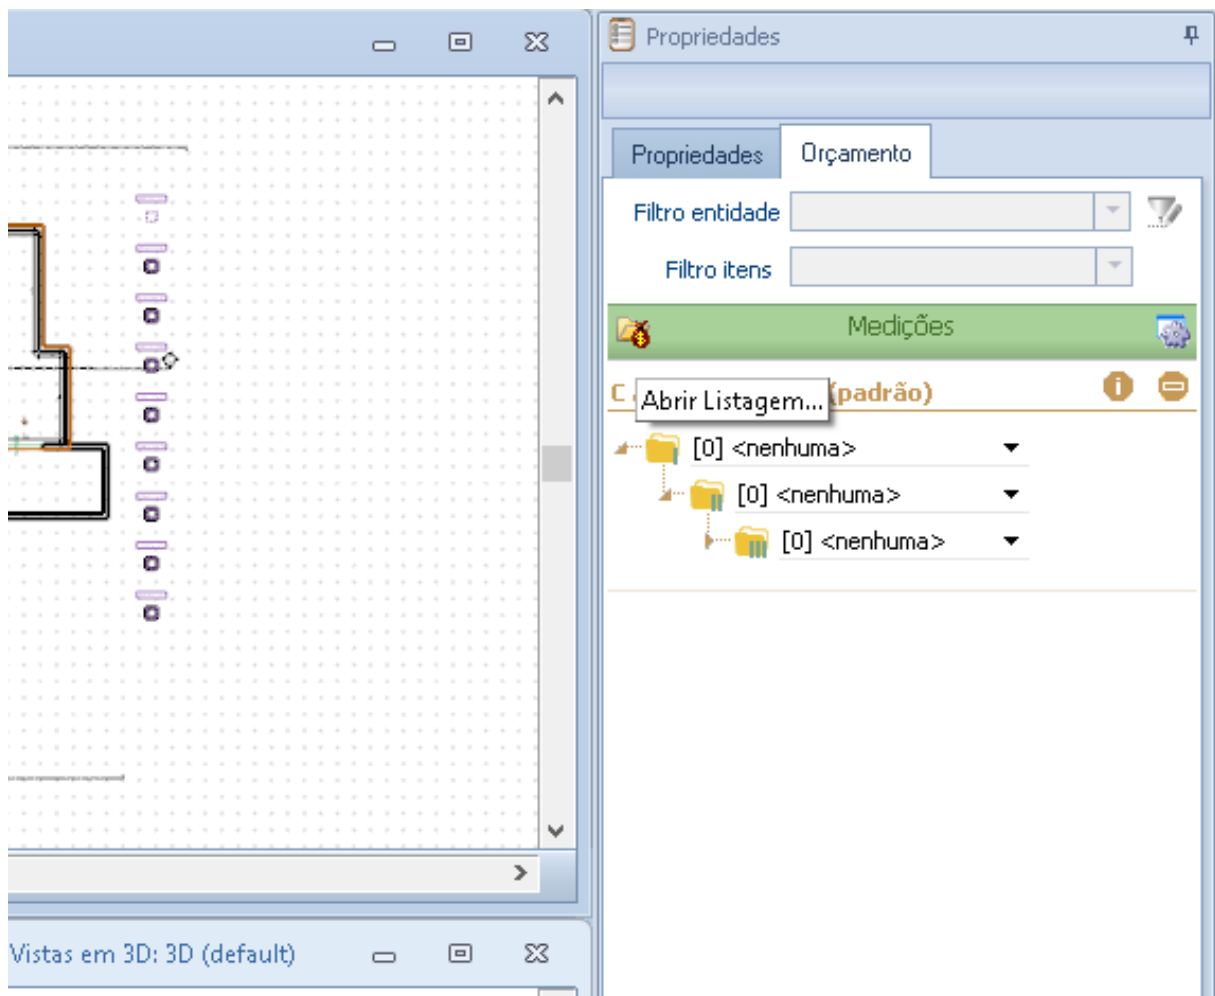 Propriedades
Propriedades
Orçamento
Filtro entidade
Filtro itens
Medições
C
(padrão)
Abrir Listagem...
[0] <nenhuma>
[0] <nenhuma>
[0] <nenhuma>
Vistas em 3D: 3D (default)